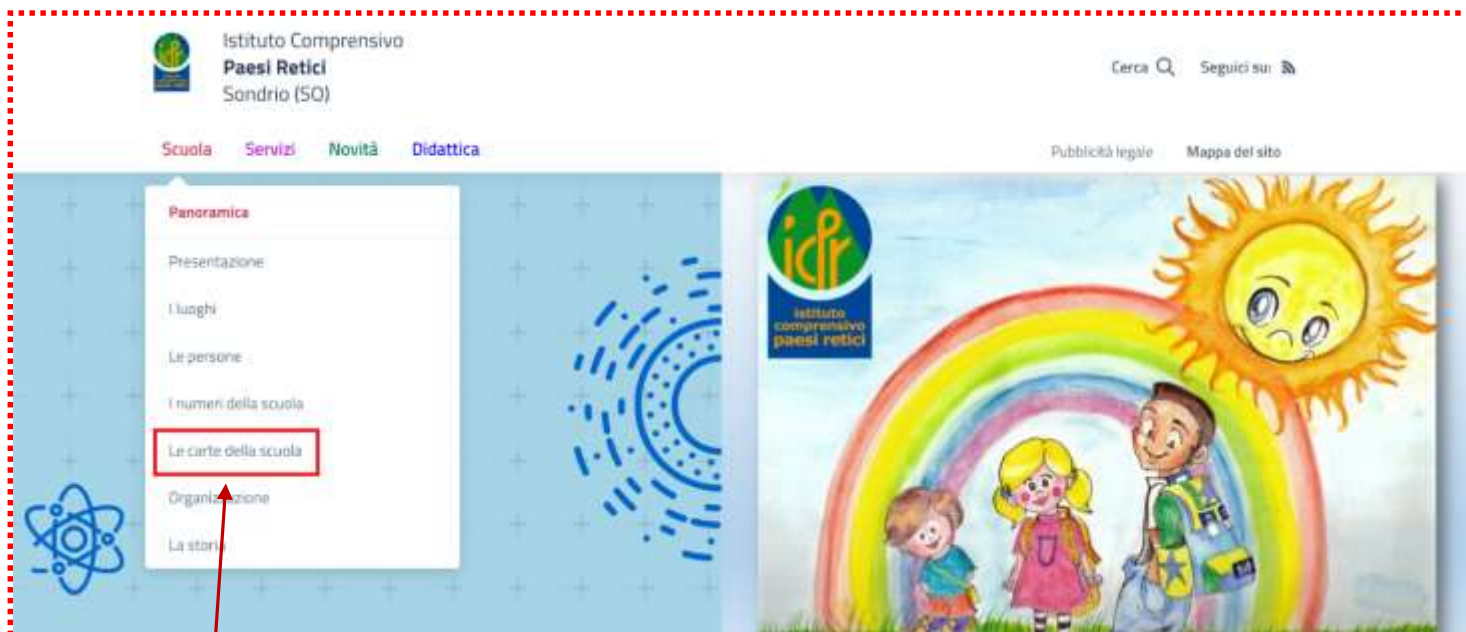 Istituto Comprensivo
Paesi Retici
Sondrio (SO)
Cerca
Seguici su:
Scuola
Servizi
Novità
Didattica
Pubblicità legale
Mappa del sito
Panoramica
Presentazione
I luoghi
Le persone
I numeri della scuola
Le carte della scuola
Organizzazione
La storia
icpr
istituto
comprensivo
paesi retici